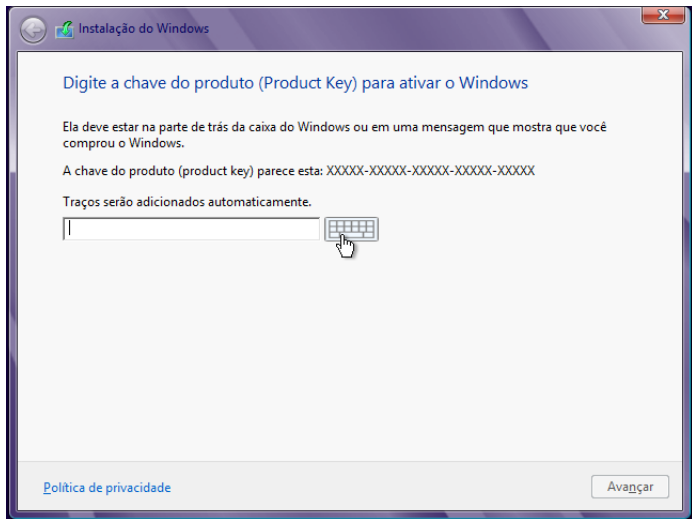 Instalação do Windows
Digite a chave do produto (Product Key) para ativar o Windows
Ela deve estar na parte de trás da caixa do Windows ou em uma mensagem que mostra que você
comprou o Windows.
A chave do produto (product key) parece esta: XXXXX-XXXXX-XXXXX-XXXXX-XXXXX
Traços serão adicionados automaticamente.
Política de privacidade
Avançar